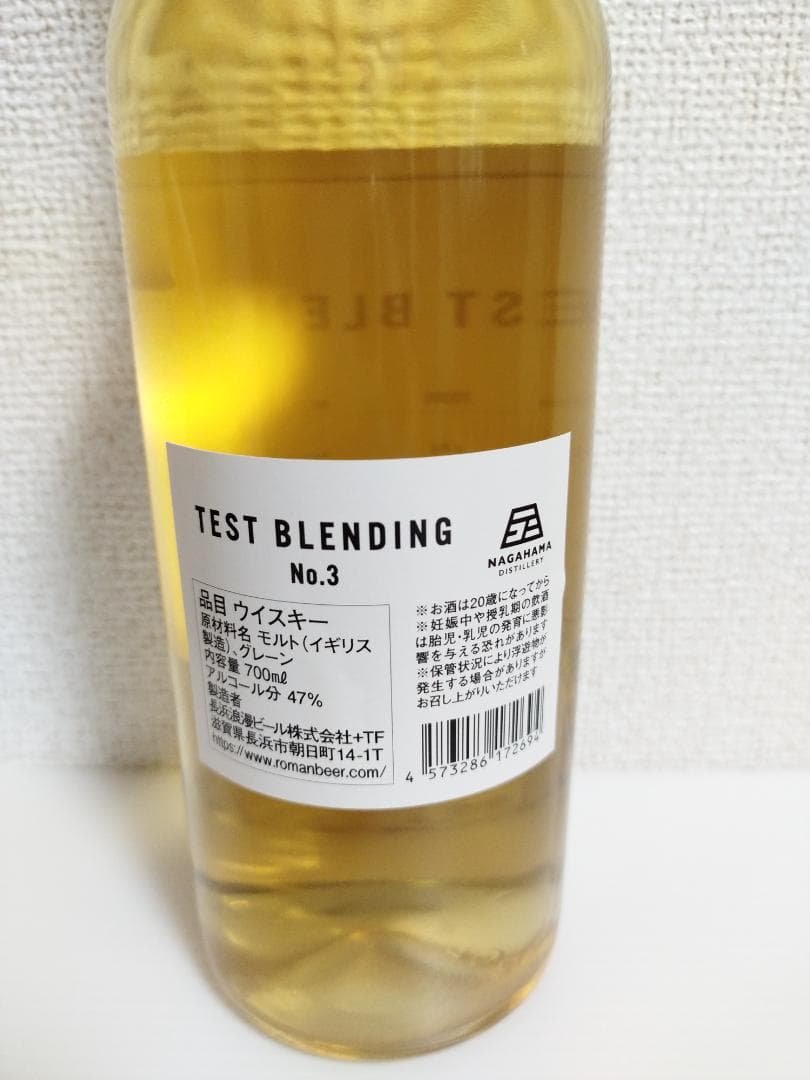 TEST BLE
TEST BLENDING
No.3
NAGAHAMA
DISTILLERY
品目 ウイスキー
原材料名 モルト(イギリス
製造)、グレーン
内容量 700mℓ
アルコール分 47%
製造者
長浜浪漫ビール株式会社+TF
滋賀県長浜市朝日町14-1T
https://www.romanbeer.com/
※お酒は20歳になってから
※妊娠中や授乳期の飲酒
は胎児・乳児の発育に悪影
響を与える恐れがあります
※保管状況により浮遊物が
発生する場合がありますが
お召し上がりいただけます
4 573286 172694